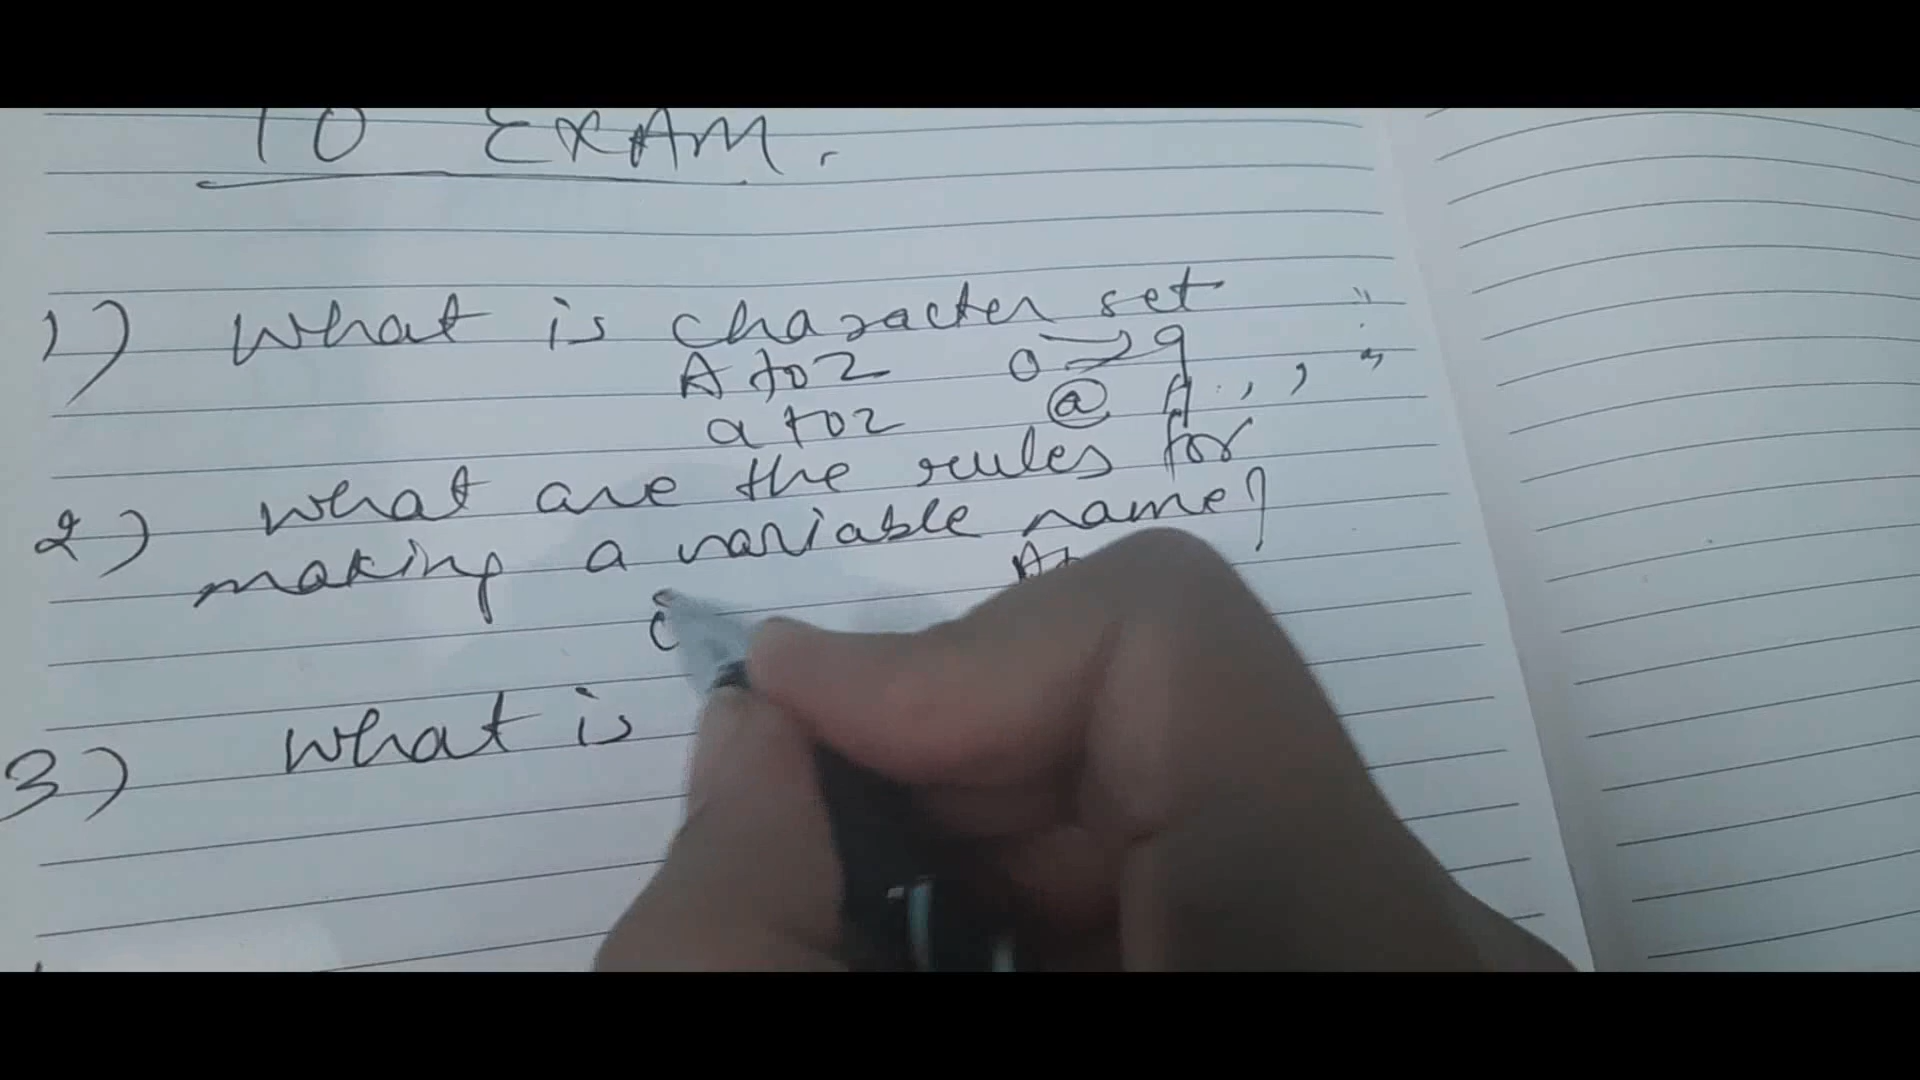 TO EXAM.
1) What is character set
A to Z 0 → 9 "
a to z @ # . , , ;
2) What are the rules for
making a variable name?
3) What is